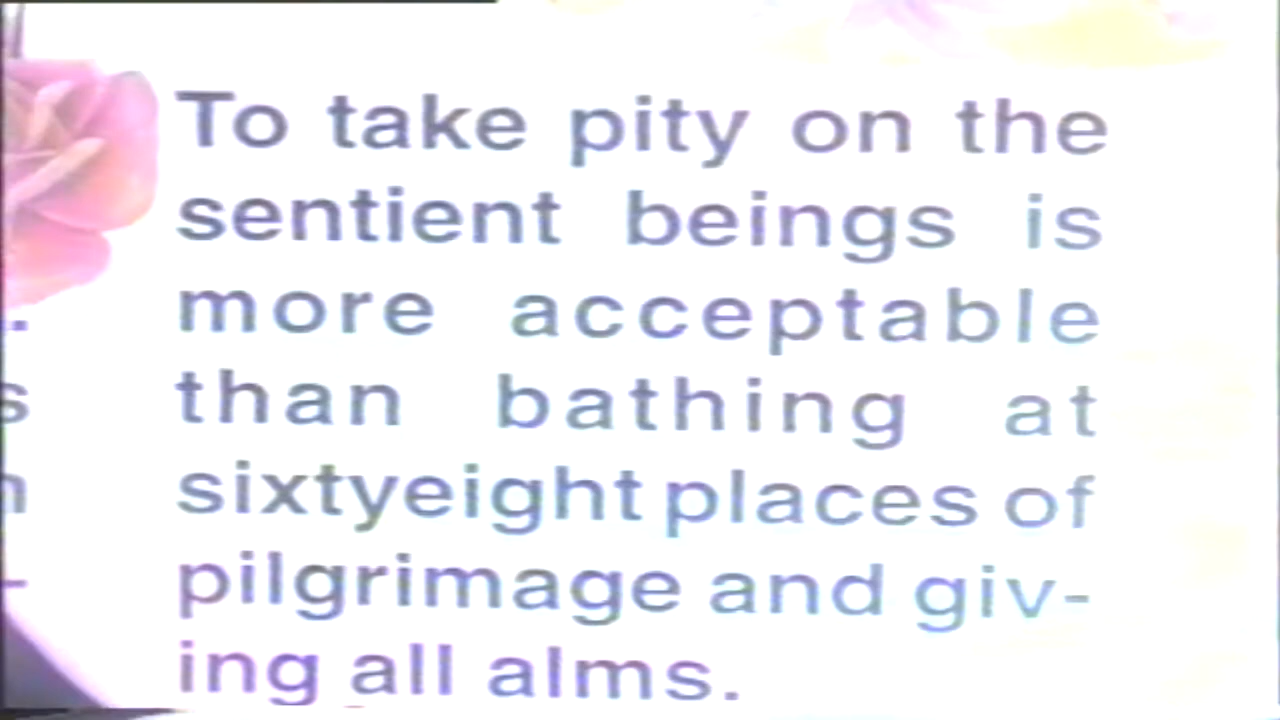 To take pity on the
sentient beings is
more acceptable
than bathing at
sixtyeight places of
pilgrimage and giv-
ing all alms.